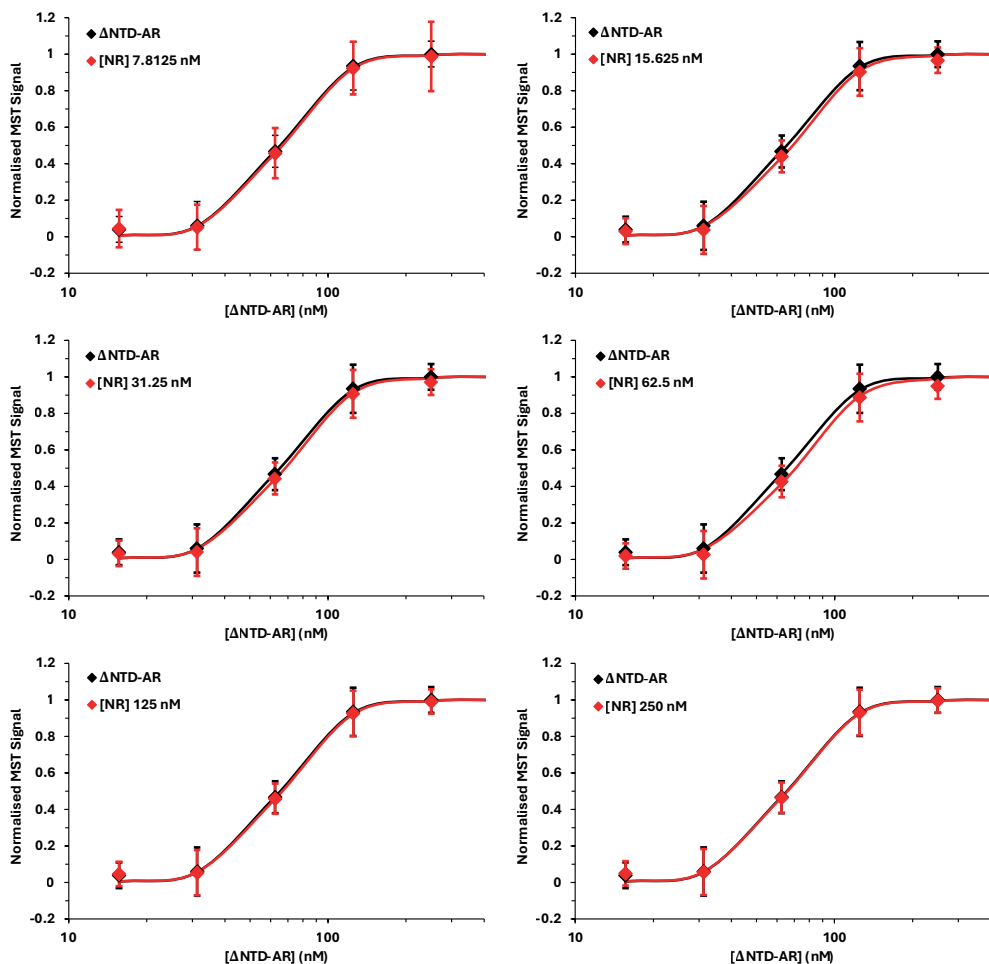 1.2
1
0.8
0.6
0.4
0.2
0
-0.2
Normalised MST Signal
ΔNTD-AR
[NR] 7.8125 nM
10
100
[ΔNTD-AR] (nM)
1.2
1
0.8
0.6
0.4
0.2
0
-0.2
Normalised MST Signal
ΔNTD-AR
[NR] 15.625 nM
10
100
[ΔNTD-AR] (nM)
1.2
1
0.8
0.6
0.4
0.2
0
-0.2
Normalised MST Signal
ΔNTD-AR
[NR] 31.25 nM
10
100
[ΔNTD-AR] (nM)
1.2
1
0.8
0.6
0.4
0.2
0
-0.2
Normalised MST Signal
ΔNTD-AR
[NR] 62.5 nM
10
100
[ΔNTD-AR] (nM)
1.2
1
0.8
0.6
0.4
0.2
0
-0.2
Normalised MST Signal
ΔNTD-AR
[NR] 125 nM
10
100
[ΔNTD-AR] (nM)
1.2
1
0.8
0.6
0.4
0.2
0
-0.2
Normalised MST Signal
ΔNTD-AR
[NR] 250 nM
10
100
[ΔNTD-AR] (nM)